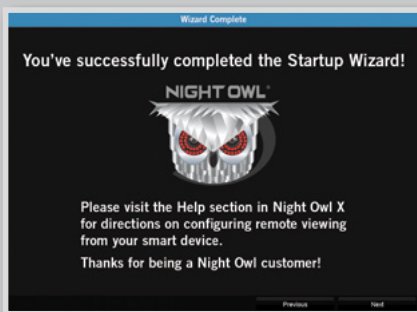 Wizard Complete
You've successfully completed the Startup Wizard!
NIGHT OWL®
Please visit the Help section in Night Owl X
for directions on configuring remote viewing
from your smart device.
Thanks for being a Night Owl customer!
Previous Next